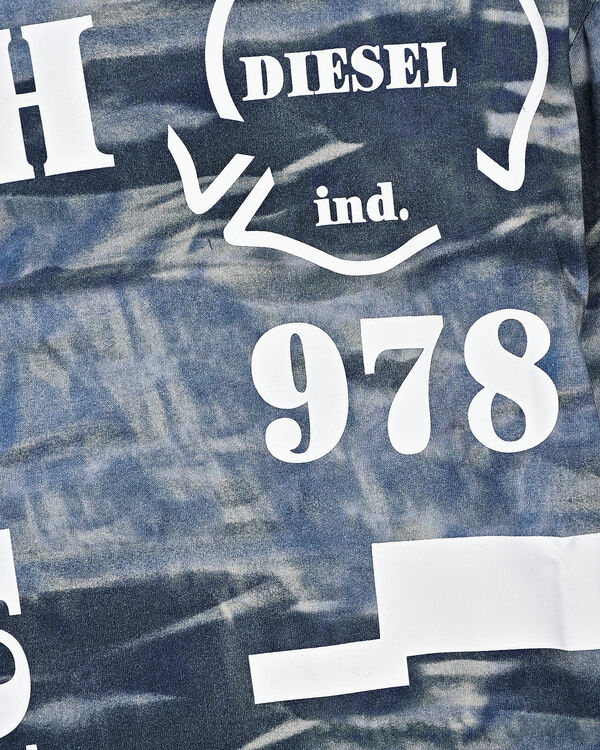 H
DIESEL
ind.
978